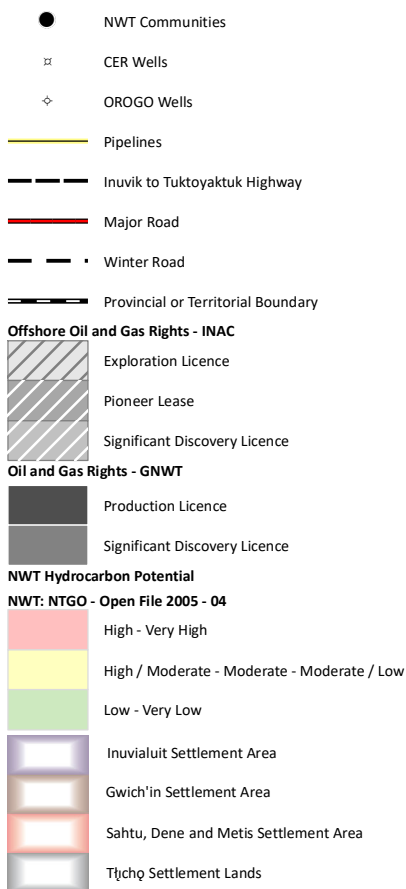 NWT Communities
CER Wells
OROGO Wells
Pipelines
Inuvik to Tuktoyaktuk Highway
Major Road
Winter Road
Provincial or Territorial Boundary
Offshore Oil and Gas Rights - INAC
Exploration Licence
Pioneer Lease
Significant Discovery Licence
Oil and Gas Rights - GNWT
Production Licence
Significant Discovery Licence
NWT Hydrocarbon Potential
NWT: NTGO - Open File 2005 - 04
High - Very High
High / Moderate - Moderate - Moderate / Low
Low - Very Low
Inuvialuit Settlement Area
Gwich'in Settlement Area
Sahtu, Dene and Metis Settlement Area
Tłı̨chǫ Settlement Lands